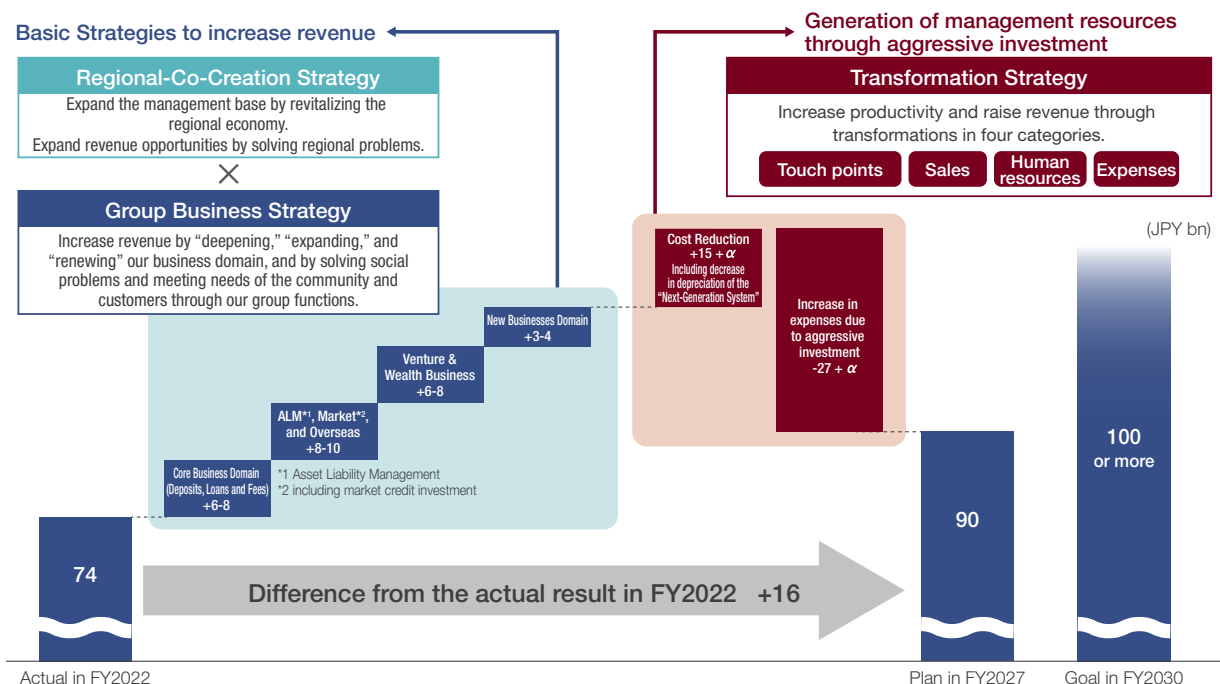 Basic Strategies to increase revenue
Regional-Co-Creation Strategy
Expand the management base by revitalizing the
regional economy.
Expand revenue opportunities by solving regional problems.
×
Group Business Strategy
Increase revenue by “deepening,” “expanding,” and
“renewing” our business domain, and by solving social
problems and meeting needs of the community and
customers through our group functions.
Generation of management resources
through aggressive investment
Transformation Strategy
Increase productivity and raise revenue through
transformations in four categories.
Touch points
Sales
Human
resources
Expenses
(JPY bn)
74
Core Business Domain
(Deposits, Loans and Fees)
+6-8
ALM*1, Market*2,
and Overseas
+8-10
*1 Asset Liability Management
*2 including market credit investment
Venture &
Wealth Business
+6-8
New Businesses Domain
+3-4
Cost Reduction
+15 + α
Including decrease
in depreciation of the
“Next-Generation System”
Increase in
expenses due
to aggressive
investment
-27 + α
90
100
or more
Difference from the actual result in FY2022 +16
Actual in FY2022
Plan in FY2027
Goal in FY2030